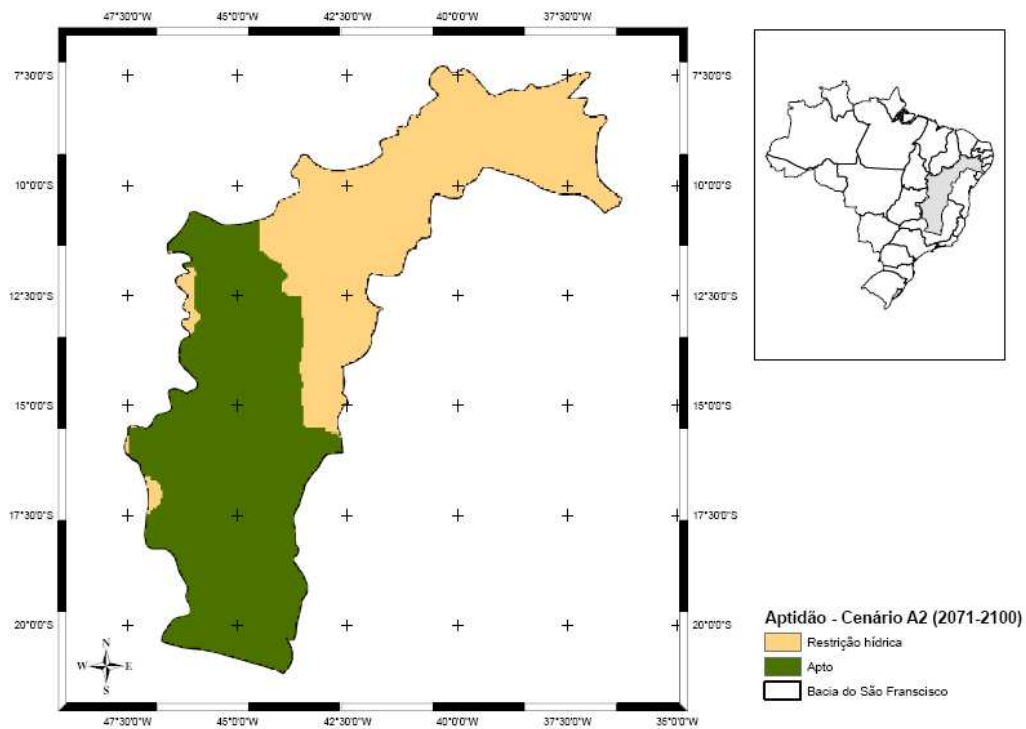 47°30'0"W 45°0'0"W 42°30'0"W 40°0'0"W 37°30'0"W 35°0'0"W
7°30'0"S 7°30'0"S
10°0'0"S 10°0'0"S
12°30'0"S 12°30'0"S
15°0'0"S 15°0'0"S
17°30'0"S 17°30'0"S
20°0'0"S 20°0'0"S
N
W E
S
47°30'0"W 45°0'0"W 42°30'0"W 40°0'0"W 37°30'0"W 35°0'0"W
Aptidão - Cenário A2 (2071-2100)
Restrição hídrica
Apto
Bacia do São Franscisco